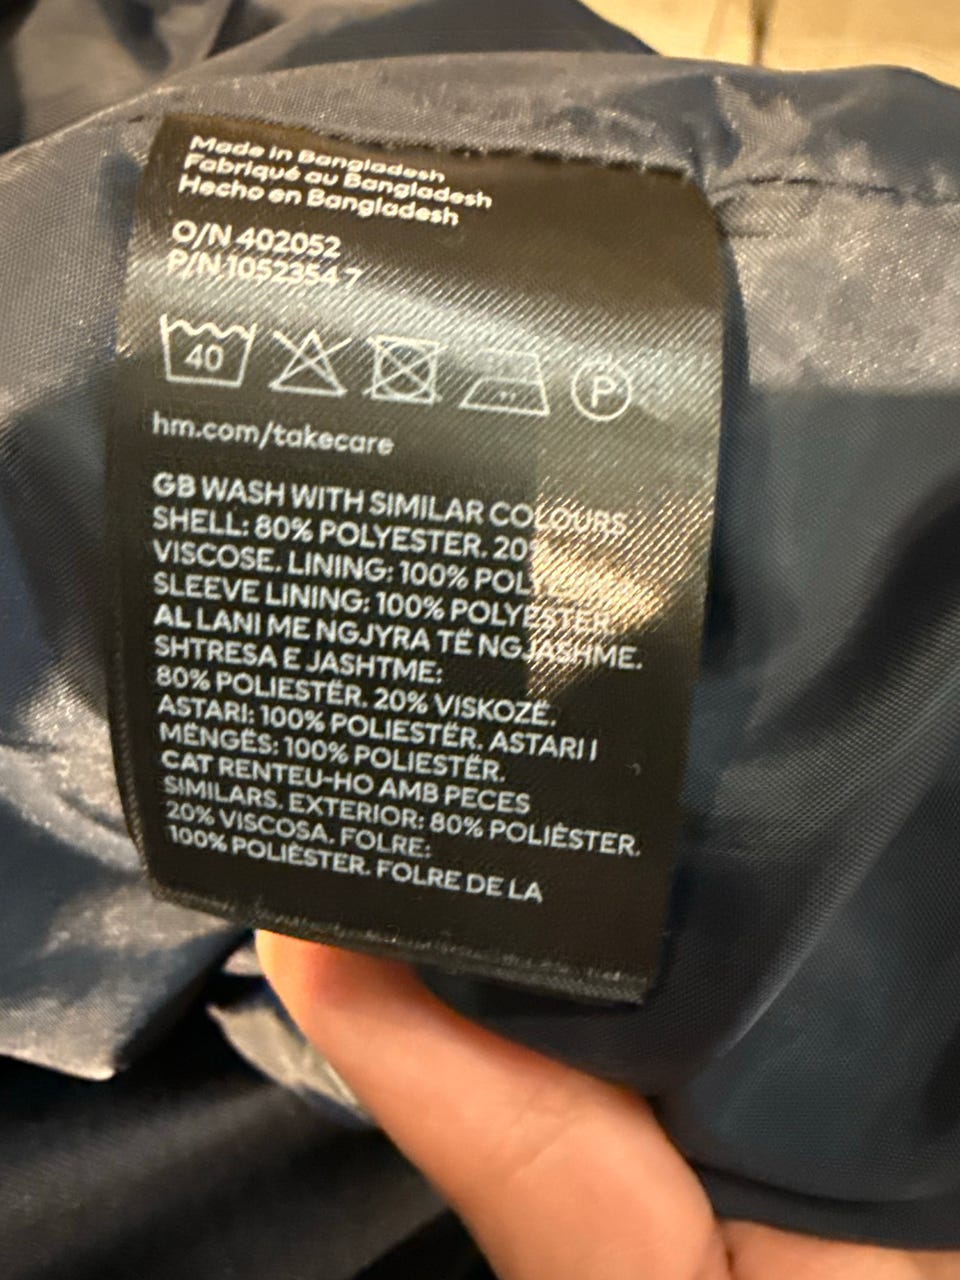 Made in Bangladesh
Fabriqué au Bangladesh
Hecho en Bangladesh
O/N 402052
P/N 1052354 7
40
P
hm.com/takecare
GB WASH WITH SIMILAR COLOURS.
SHELL: 80% POLYESTER. 20%
VISCOSE. LINING: 100% POLYESTER.
SLEEVE LINING: 100% POLYESTER.
AL LANI ME NGJYRA TË NGJASHME.
SHTRESA E JASHTME:
80% POLIESTËR. 20% VISKOZË.
ASTARI: 100% POLIESTËR. ASTARI I
MËNGËS: 100% POLIESTËR.
CAT RENTEU-HO AMB PECES
SIMILARS. EXTERIOR: 80% POLIÈSTER.
20% VISCOSA. FOLRE:
100% POLIÈSTER. FOLRE DE LA